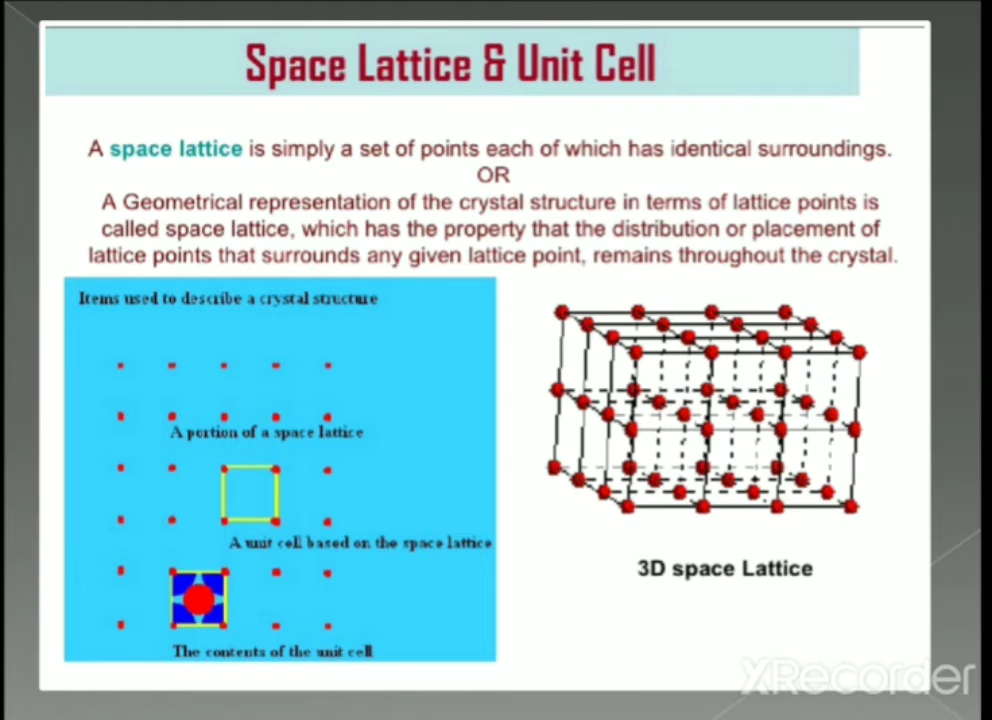 Space Lattice & Unit Cell
A space lattice is simply a set of points each of which has identical surroundings.
OR
A Geometrical representation of the crystal structure in terms of lattice points is
called space lattice, which has the property that the distribution or placement of
lattice points that surrounds any given lattice point, remains throughout the crystal.
Items used to describe a crystal structure
A portion of a space lattice
A unit cell based on the space lattice
The contents of the unit cell
3D space Lattice
XRecorder